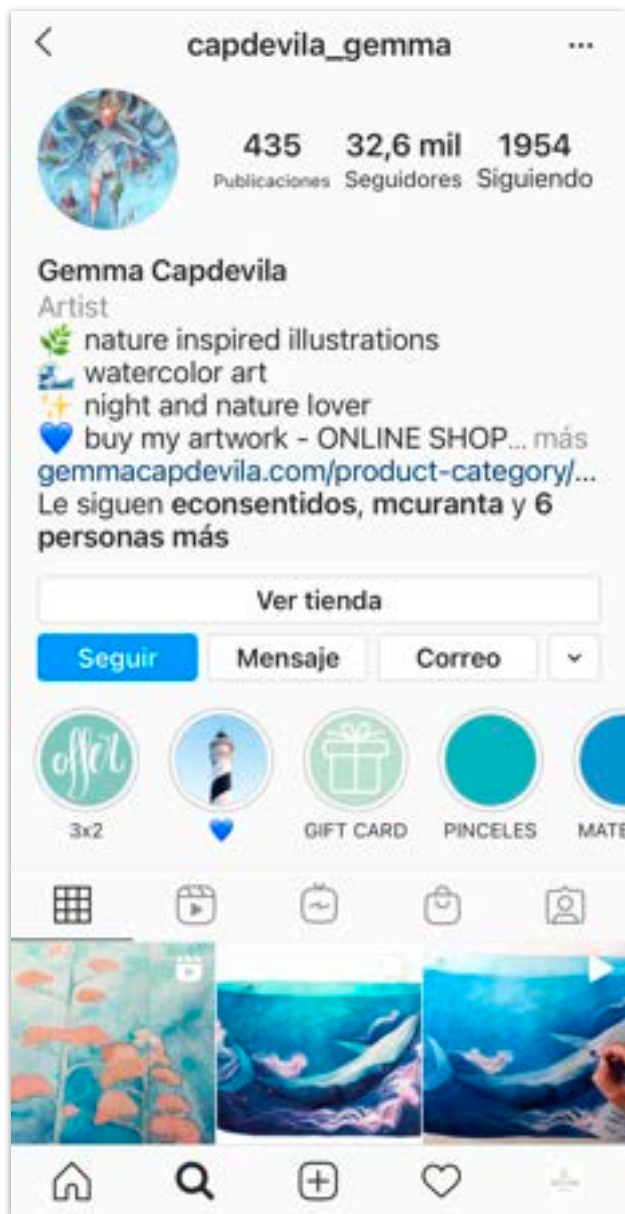 capdevila_gemma
435 32,6 mil 1954
Publicaciones Seguidores Siguiendo
Gemma Capdevila
Artist
🌿 nature inspired illustrations
🌊 watercolor art
✨ night and nature lover
💙 buy my artwork - ONLINE SHOP... más
gemmacapdevila.com/product-category/...
Le siguen econsentidos, mcuranta y 6
personas más
Ver tienda
Seguir Mensaje Correo
offer
3x2 💙 GIFT CARD PINCELES MATE